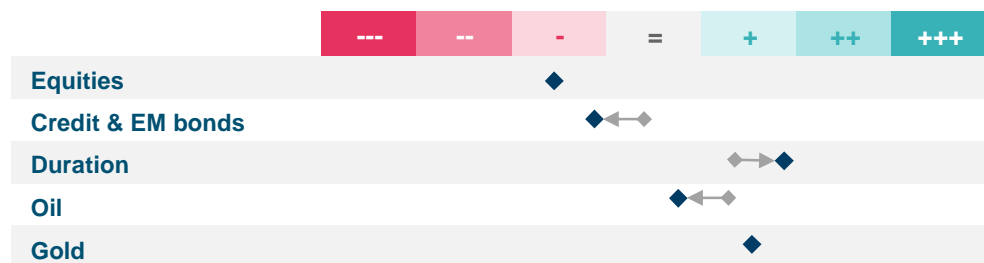 --- -- - = + ++ +++
Equities
Credit & EM bonds
Duration
Oil
Gold